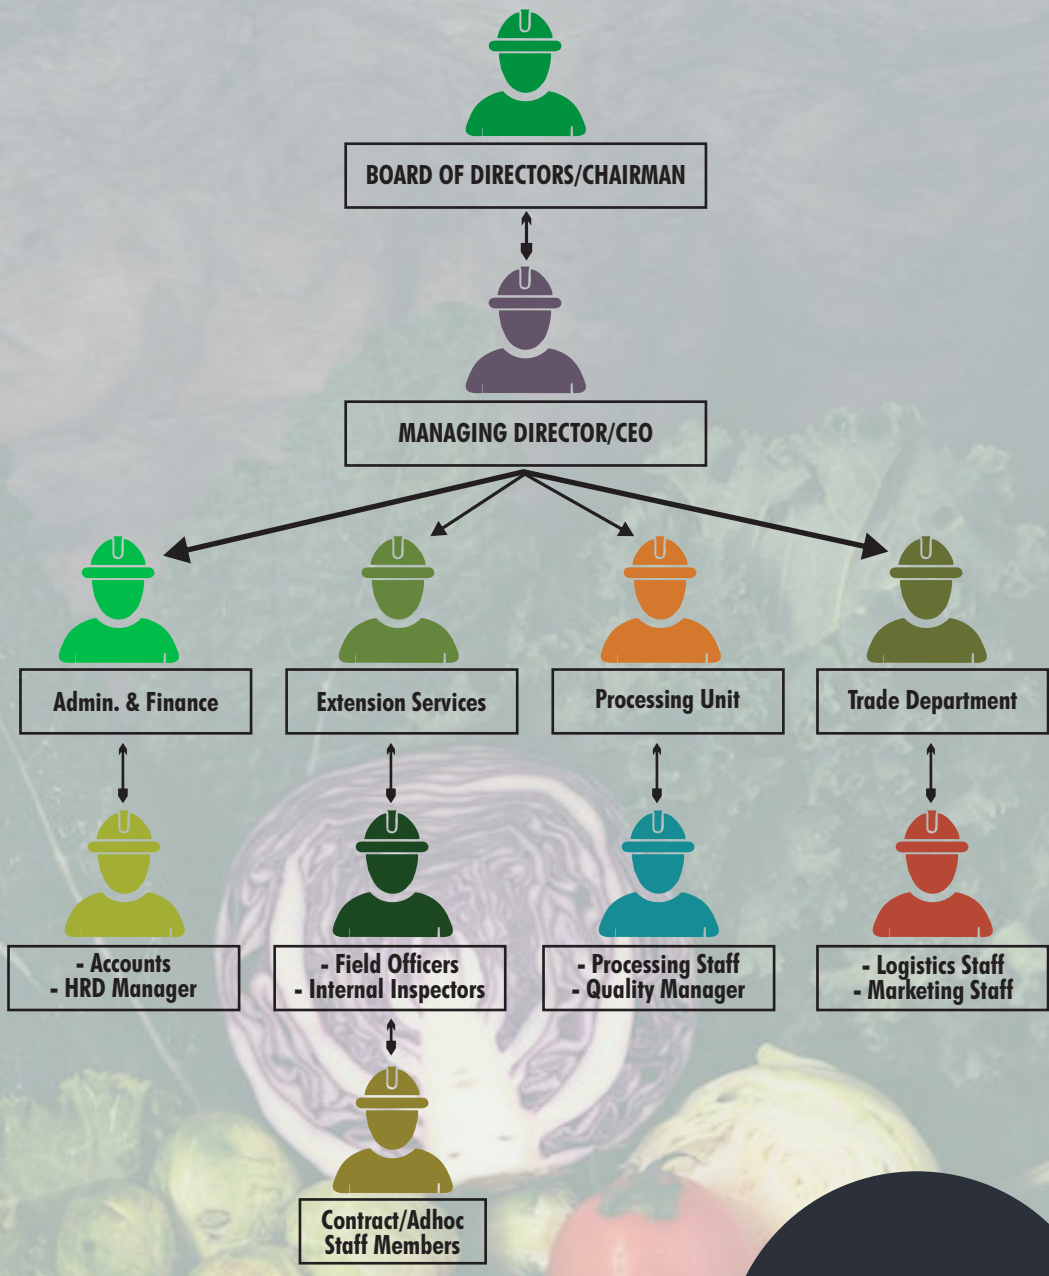 BOARD OF DIRECTORS/CHAIRMAN
MANAGING DIRECTOR/CEO
Admin. & Finance
Extension Services
Processing Unit
Trade Department
- Accounts
- HRD Manager
- Field Officers
- Internal Inspectors
- Processing Staff
- Quality Manager
- Logistics Staff
- Marketing Staff
Contract/Adhoc
Staff Members